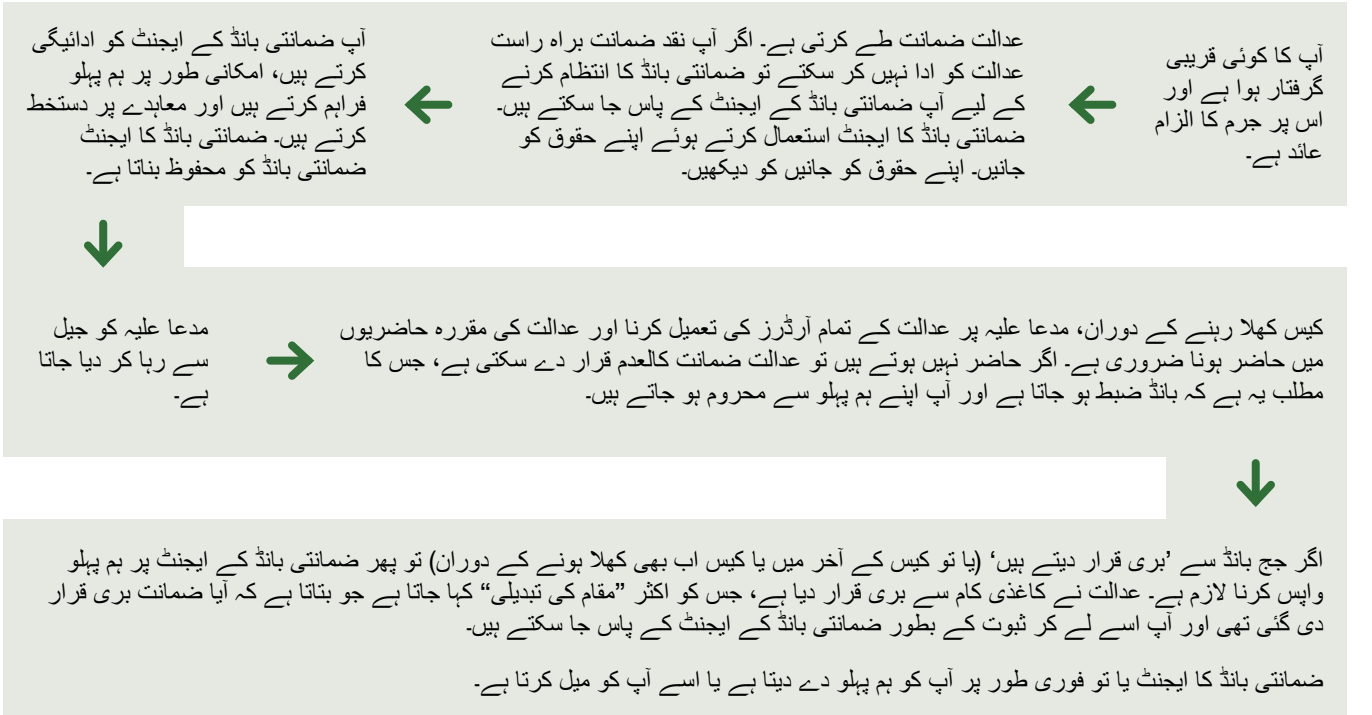 آپ کا کوئی قریبی
گرفتار ہوا ہے اور
اس پر جرم کا الزام
عائد ہے۔
عدالت ضمانت طے کرتی ہے۔ اگر آپ نقد ضمانت براہ راست
عدالت کو ادا نہیں کر سکتے تو ضمانتی بانڈ کا انتظام کرنے
کے لیے آپ ضمانتی بانڈ کے ایجنٹ کے پاس جا سکتے ہیں۔
ضمانتی بانڈ کا ایجنٹ استعمال کرتے ہوئے اپنے حقوق کو
جانیں۔ اپنے حقوق کو جانیں کو دیکھیں۔
آپ ضمانتی بانڈ کے ایجنٹ کو ادائیگی
کرتے ہیں، امکانی طور پر ہم پہلو
فراہم کرتے ہیں اور معاہدے پر دستخط
کرتے ہیں۔ ضمانتی بانڈ کا ایجنٹ
ضمانتی بانڈ کو محفوظ بناتا ہے۔
مدعا علیہ کو جیل
سے رہا کر دیا جاتا
ہے۔
کیس کھلا رہنے کے دوران، مدعا علیہ پر عدالت کے تمام آرڈرز کی تعمیل کرنا اور عدالت کی مقررہ حاضریوں
میں حاضر ہونا ضروری ہے۔ اگر حاضر نہیں ہوتے ہیں تو عدالت ضمانت کالعدم قرار دے سکتی ہے، جس کا
مطلب یہ ہے کہ بانڈ ضبط ہو جاتا ہے اور آپ اپنے ہم پہلو سے محروم ہو جاتے ہیں۔
اگر جج بانڈ سے ’بری قرار دیتے ہیں‘ (یا تو کیس کے آخر میں یا کیس اب بھی کھلا ہونے کے دوران) تو پھر ضمانتی بانڈ کے ایجنٹ پر ہم پہلو
واپس کرنا لازم ہے۔ عدالت نے کاغذی کام سے بری قرار دیا ہے، جس کو اکثر ”مقام کی تبدیلی“ کہا جاتا ہے جو بتاتا ہے کہ آیا ضمانت بری قرار
دی گئی تھی اور آپ اسے لے کر ثبوت کے بطور ضمانتی بانڈ کے ایجنٹ کے پاس جا سکتے ہیں۔
ضمانتی بانڈ کا ایجنٹ یا تو فوری طور پر آپ کو ہم پہلو دے دیتا ہے یا اسے آپ کو میل کرتا ہے۔